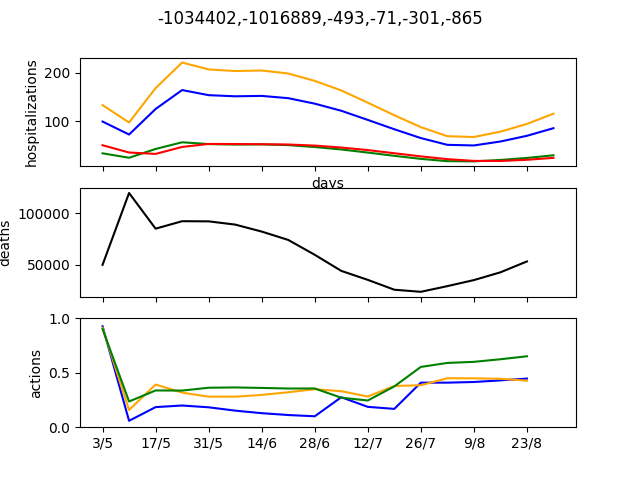 -1034402,-1016889,-493,-71,-301,-865
hospitalizations
200
100
days
deaths
100000
50000
actions
1.0
0.5
0.0
3/5 17/5 31/5 14/6 28/6 12/7 26/7 9/8 23/8